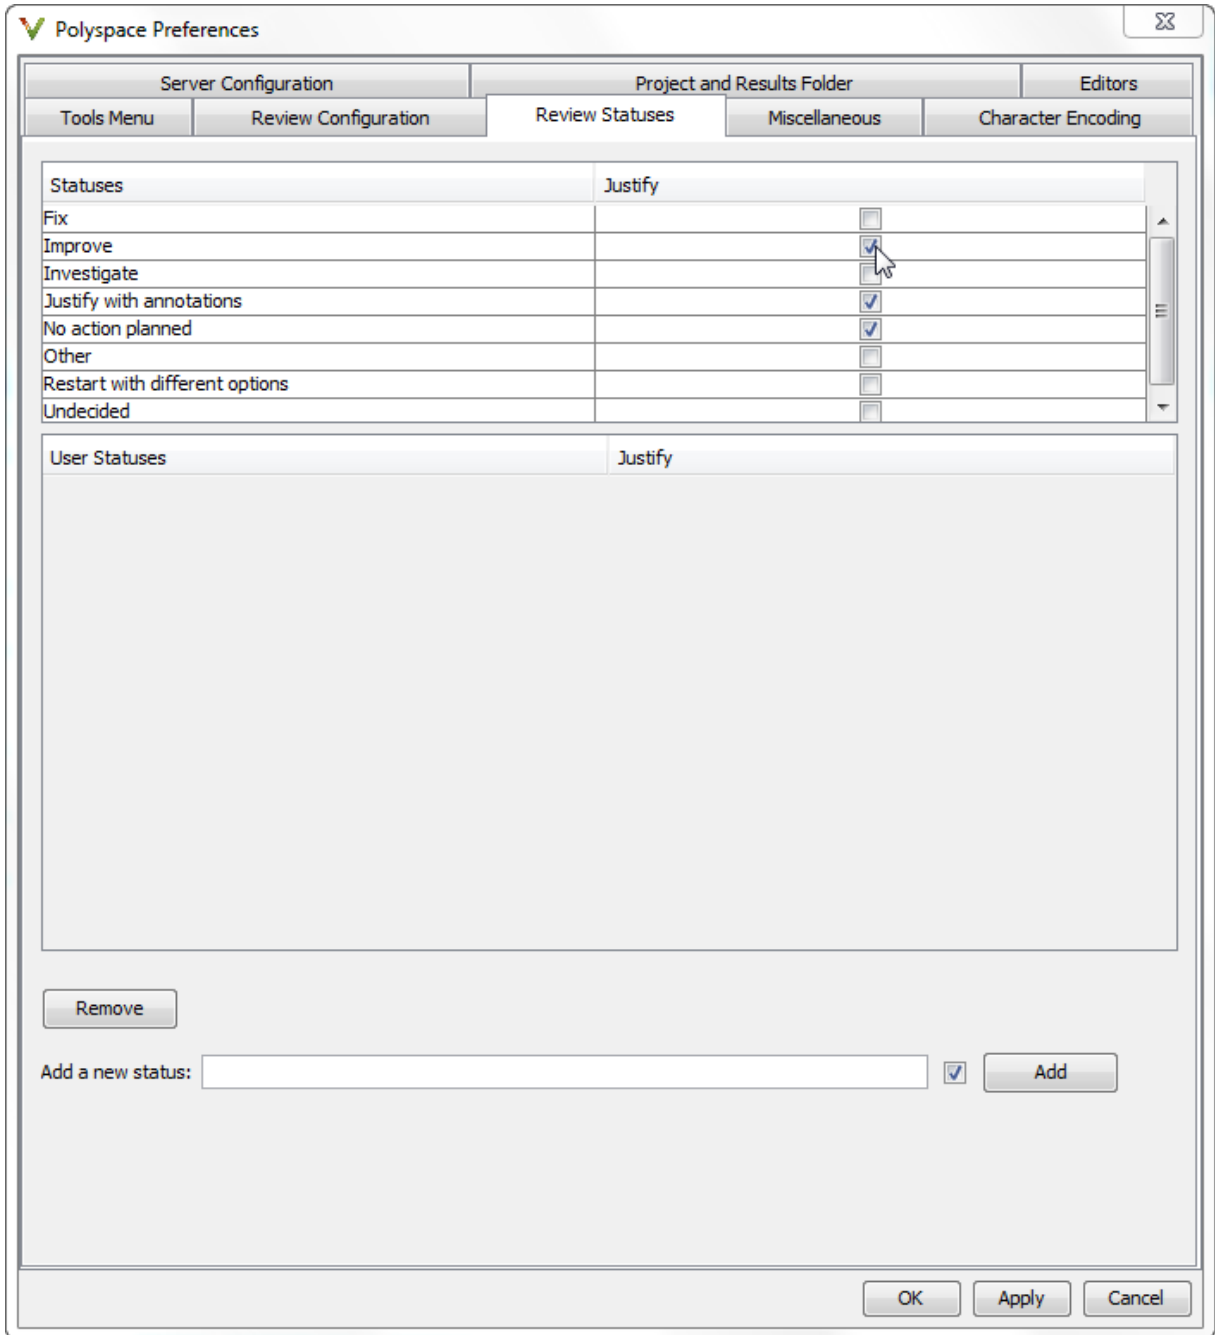 Polyspace Preferences
Server Configuration Project and Results Folder Editors
Tools Menu Review Configuration Review Statuses Miscellaneous Character Encoding
Statuses Justify
Fix
Improve
Investigate
Justify with annotations
No action planned
Other
Restart with different options
Undecided
User Statuses Justify
Remove
Add a new status: Add
OK Apply Cancel